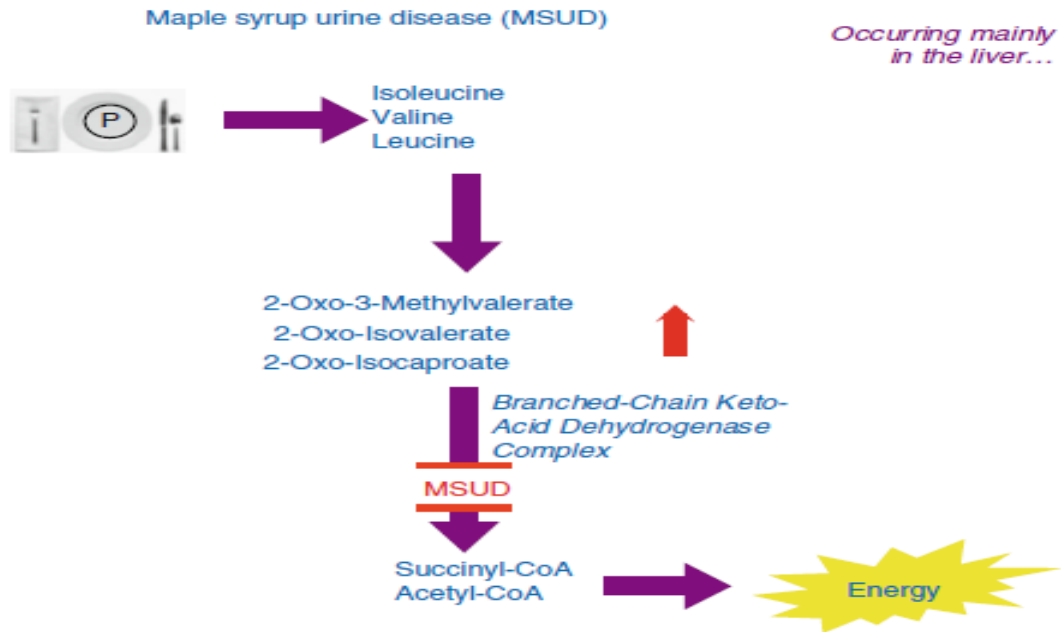 Maple syrup urine disease (MSUD)
Occurring mainly
in the liver…
P
Isoleucine
Valine
Leucine
2-Oxo-3-Methylvalerate
2-Oxo-Isovalerate
2-Oxo-Isocaproate
Branched-Chain Keto-
Acid Dehydrogenase
Complex
MSUD
Succinyl-CoA
Acetyl-CoA
Energy